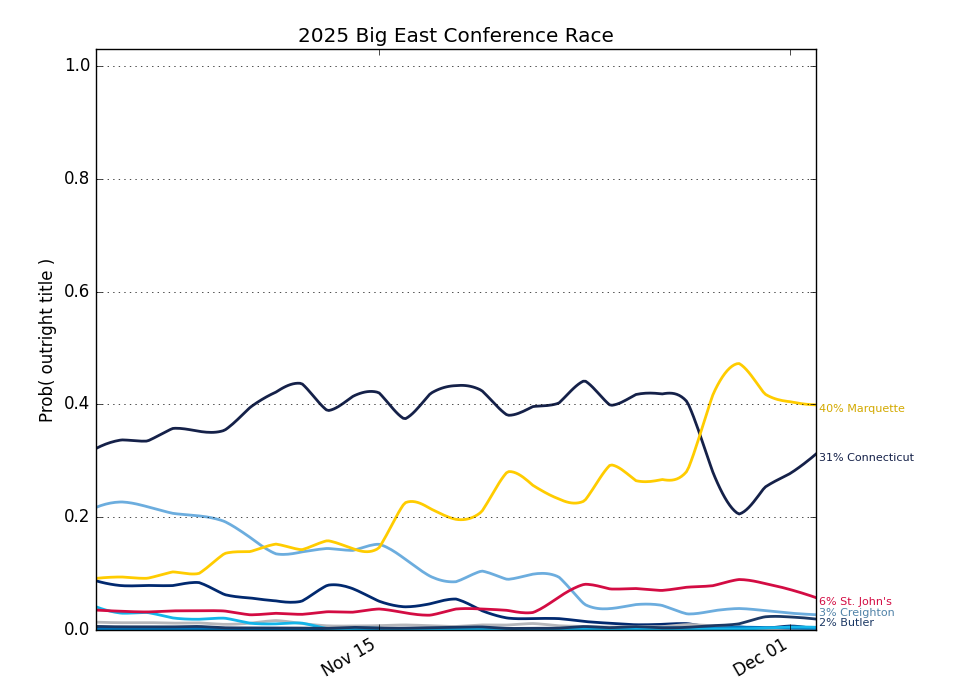 2025 Big East Conference Race
1.0
0.8
0.6
0.4
0.2
0.0
Prob( outright title )
40% Marquette
31% Connecticut
6% St. John's
3% Creighton
2% Butler
Nov 15
Dec 01